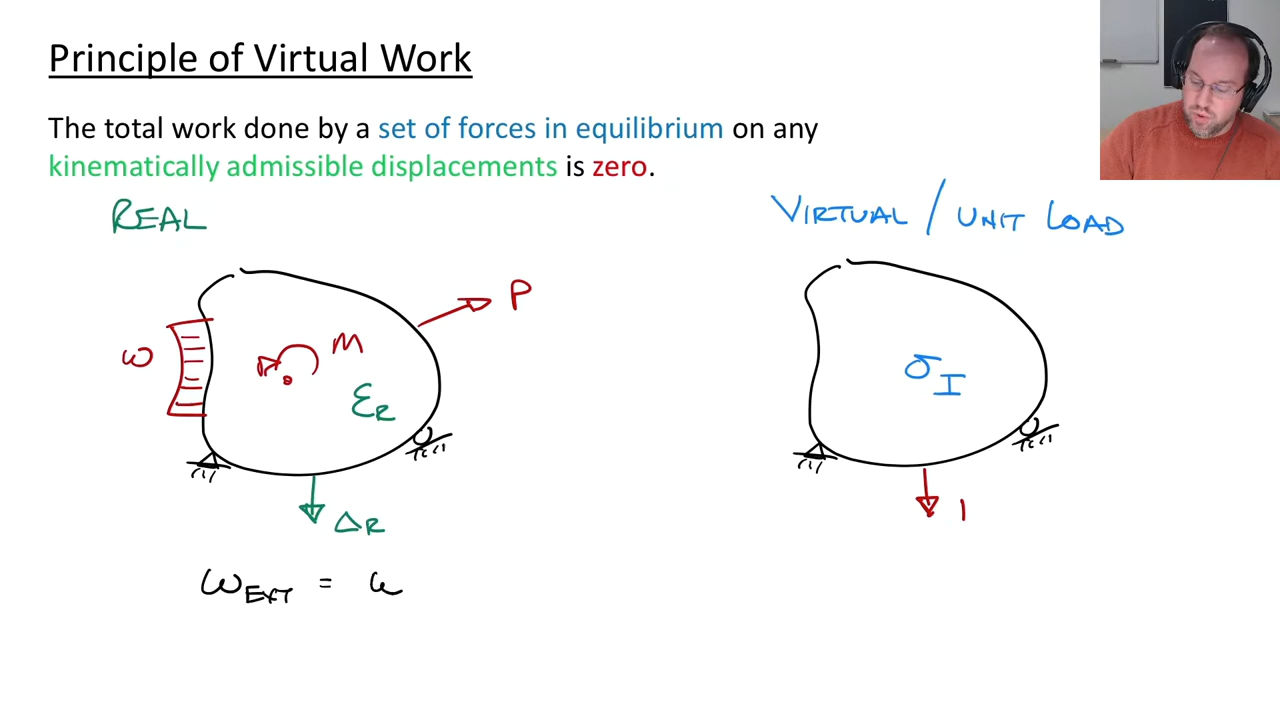 Principle of Virtual Work
The total work done by a set of forces in equilibrium on any
kinematically admissible displacements is zero.
REAL
VIRTUAL / UNIT LOAD
P
ω
M
εR
σI
ΔR
1
WEXT =